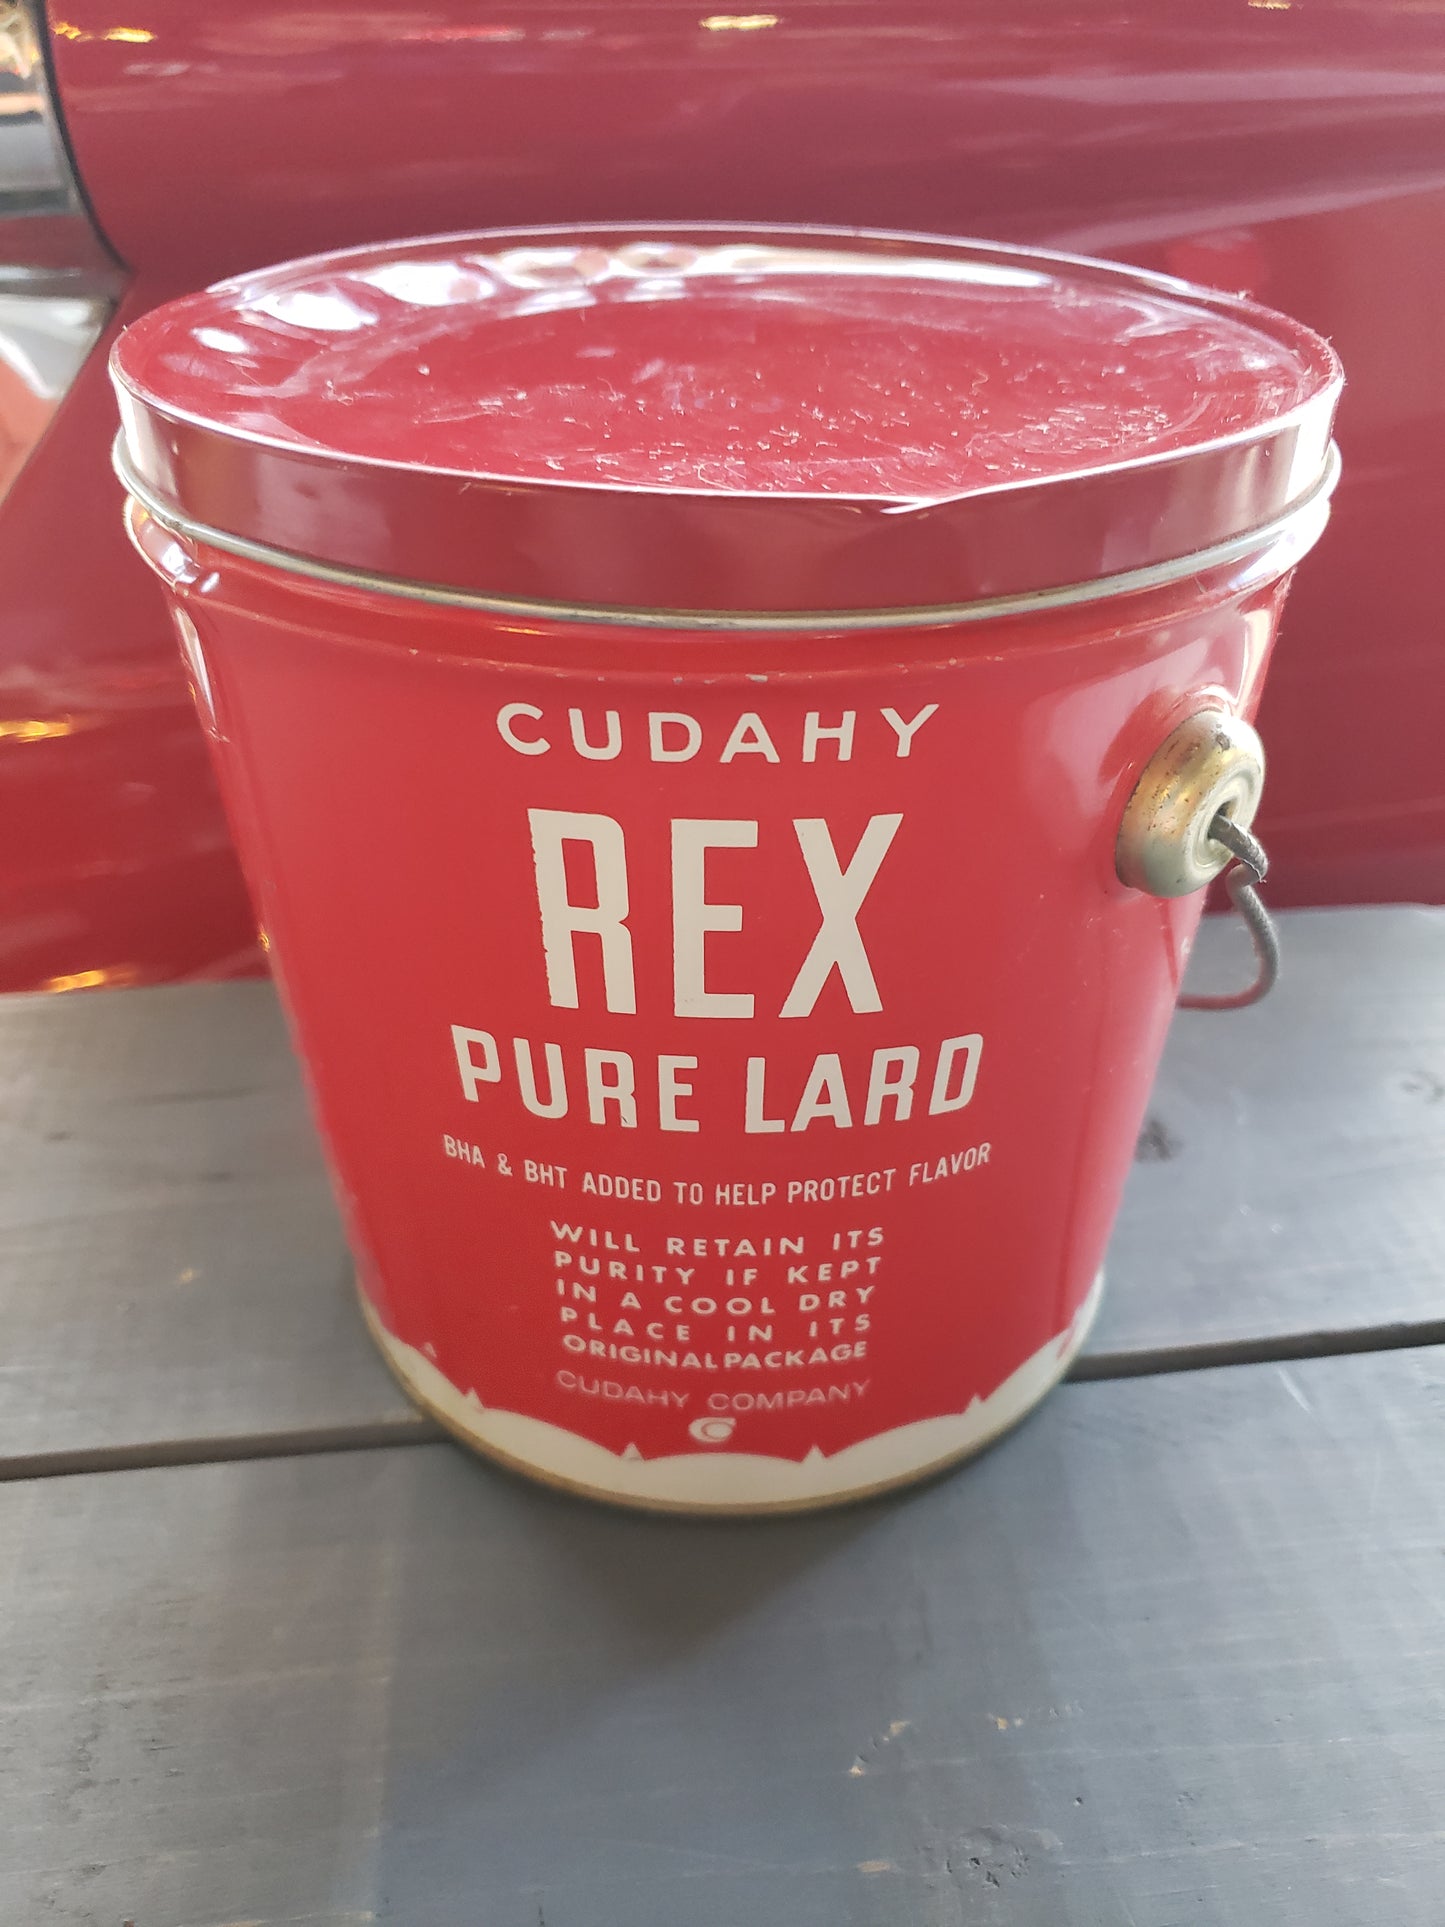 CUDAHY
REX
PURE LARD
BHA & BHT ADDED TO HELP PROTECT FLAVOR
WILL RETAIN ITS
PURITY IF KEPT
IN A COOL DRY
PLACE IN ITS
ORIGINAL PACKAGE
CUDAHY COMPANY